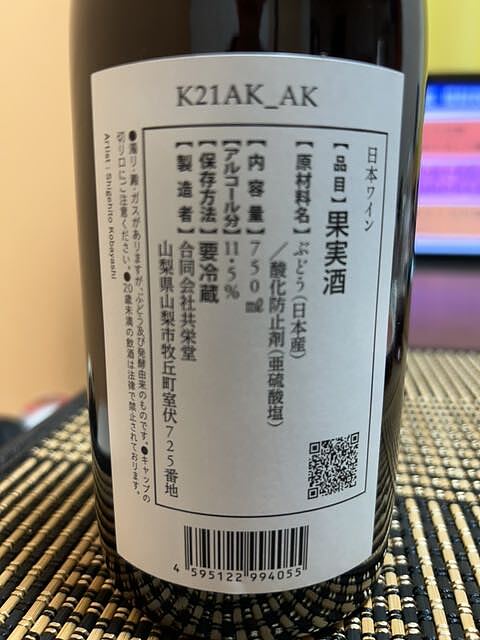 K21AK_AK
日本ワイン
【品目】果実酒
【原材料名】ぶどう(日本産)
／酸化防止剤(亜硫酸塩)
【内容量】750㎖
【アルコール分】11.5%
【保存方法】要冷蔵
【製造者】合同会社共栄堂
山梨県山梨市牧丘町室伏725番地
●濁り・澱・ガスがありますが、ぶどう及び発酵由来のものです。●キャップの
切り口にご注意ください。●20歳未満の飲酒は法律で禁止されております。
Artist : Shigehito Kobayashi
4 595122 994055